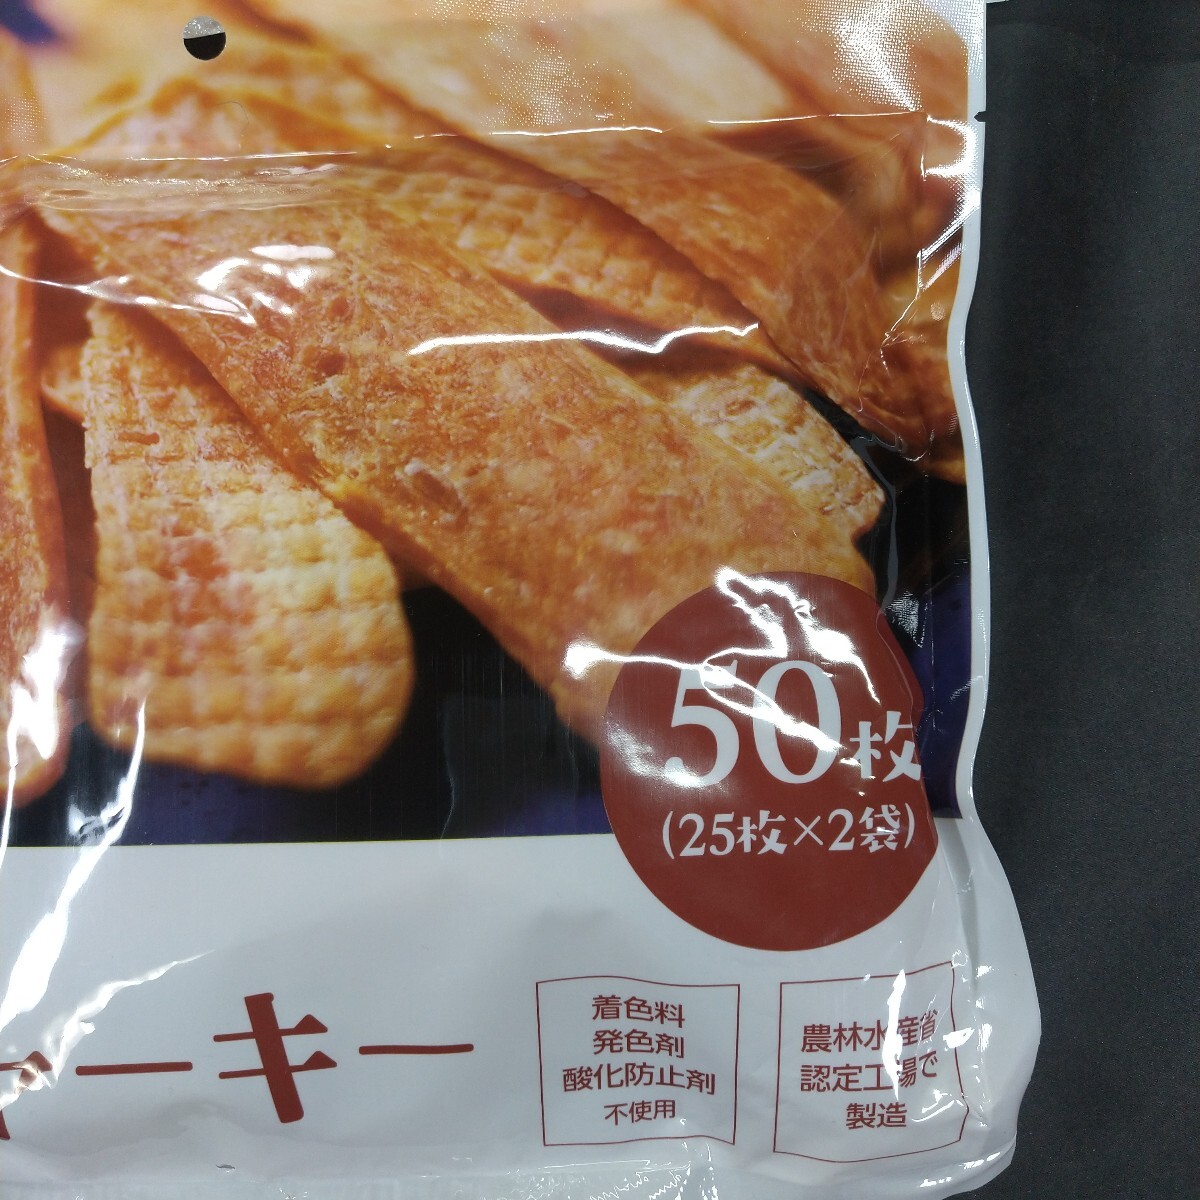 50枚
(25枚×2袋)
ャーキー
着色料
発色剤
酸化防止剤
不使用
農林水産省
認定工場で
製造